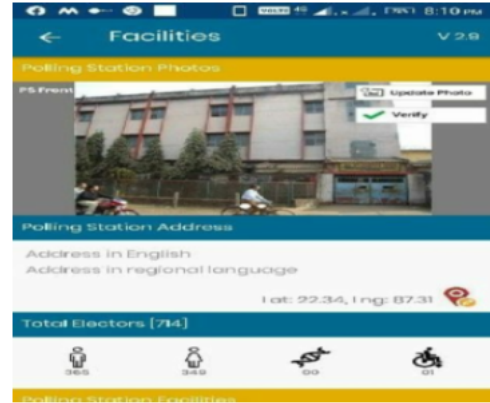 8:10 PM
← Facilities V 2.9
Polling Station Photos
PS Front
Update Photo
Verify
Polling Station Address
Address in English
Address in regional language
Lat: 22.34, Lng: 87.31
Total Electors [714]
365 349 00 01
Polling Station Facilities